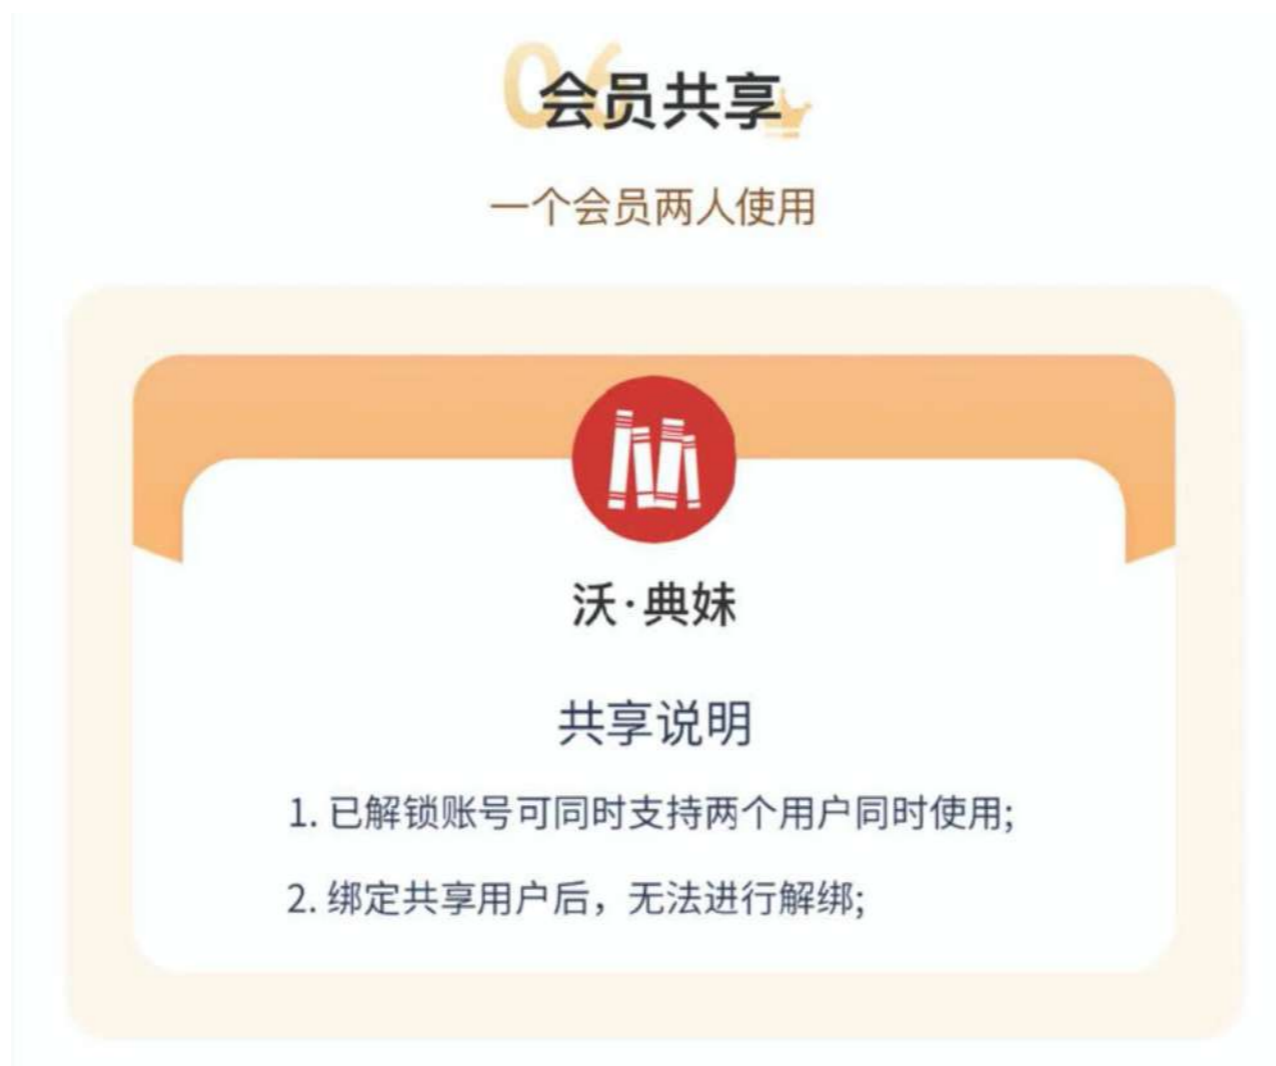 06
会员共享
一个会员两人使用
沃·典妹
共享说明
1. 已解锁账号可同时支持两个用户同时使用;
2. 绑定共享用户后，无法进行解绑;